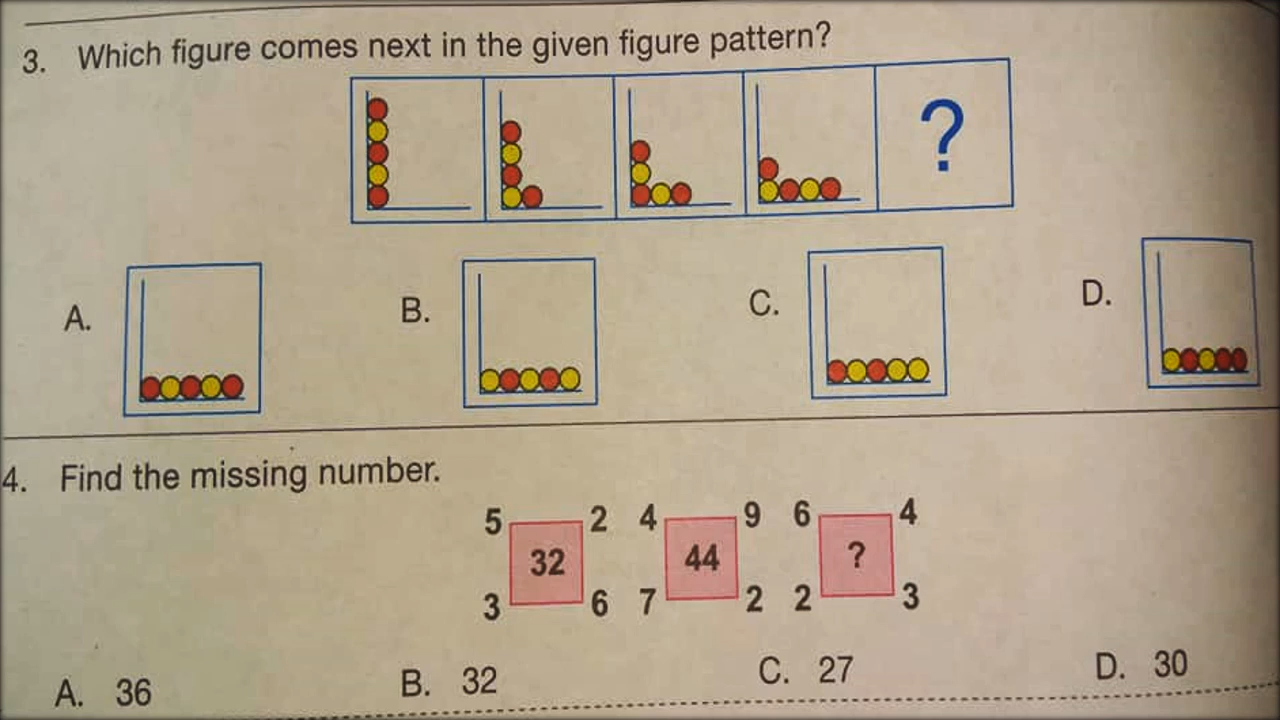 3. Which figure comes next in the given figure pattern?
?
A. B. C. D.
4. Find the missing number.
5 2 4 9 6 4
32 44 ?
3 6 7 2 2 3
A. 36 B. 32 C. 27 D. 30